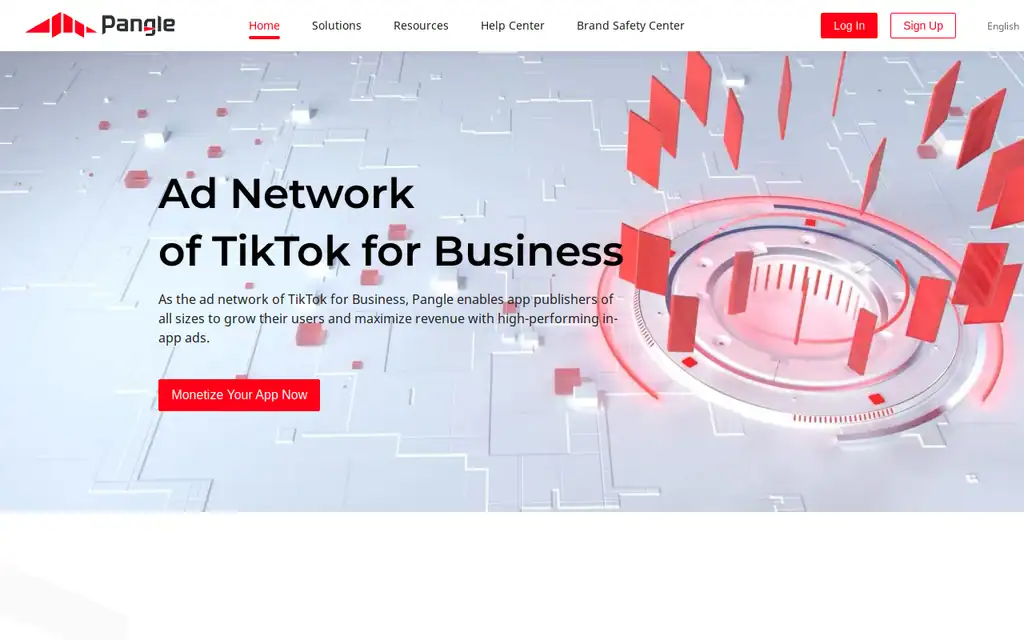 Pangle
Home
Solutions
Resources
Help Center
Brand Safety Center
Log In
Sign Up
English
Ad Network
of TikTok for Business
As the ad network of TikTok for Business, Pangle enables app publishers of
all sizes to grow their users and maximize revenue with high-performing in-
app ads.
Monetize Your App Now